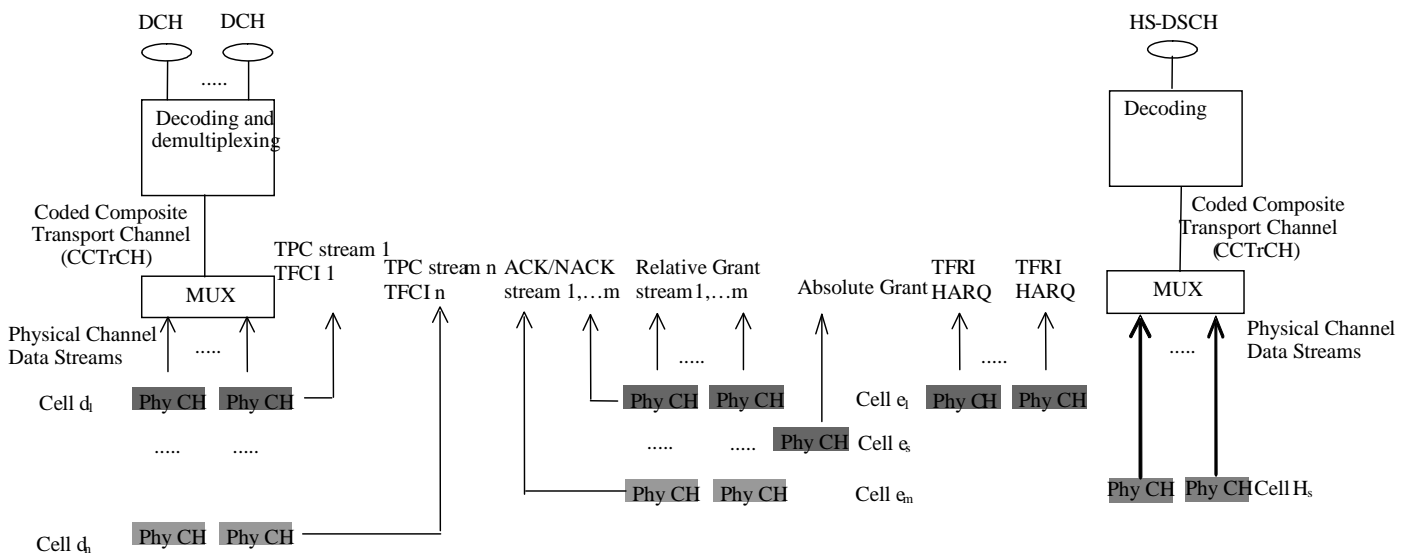 DCH DCH HS-DSCH
.....
Decoding and
demultiplexing
Decoding
Coded Composite
Transport Channel
(CCTrCH)
Coded Composite
Transport Channel
(CCTrCH)
TPC stream 1
TFCI 1
TPC stream n
TFCI n
ACK/NACK
stream 1,…m
Relative Grant
stream1,…m
Absolute Grant
TFRI
HARQ
TFRI
HARQ
MUX
MUX
Physical Channel
Data Streams
.....
.....
.....
.....
Physical Channel
Data Streams
Cell d1 Phy CH Phy CH
Phy CH Phy CH Cell e1 Phy CH Phy CH
..... .....
..... ..... Phy CH Cell es
Phy CH Phy CH Cell em
Phy CH Phy CH Cell Hs
Cell dn Phy CH Phy CH